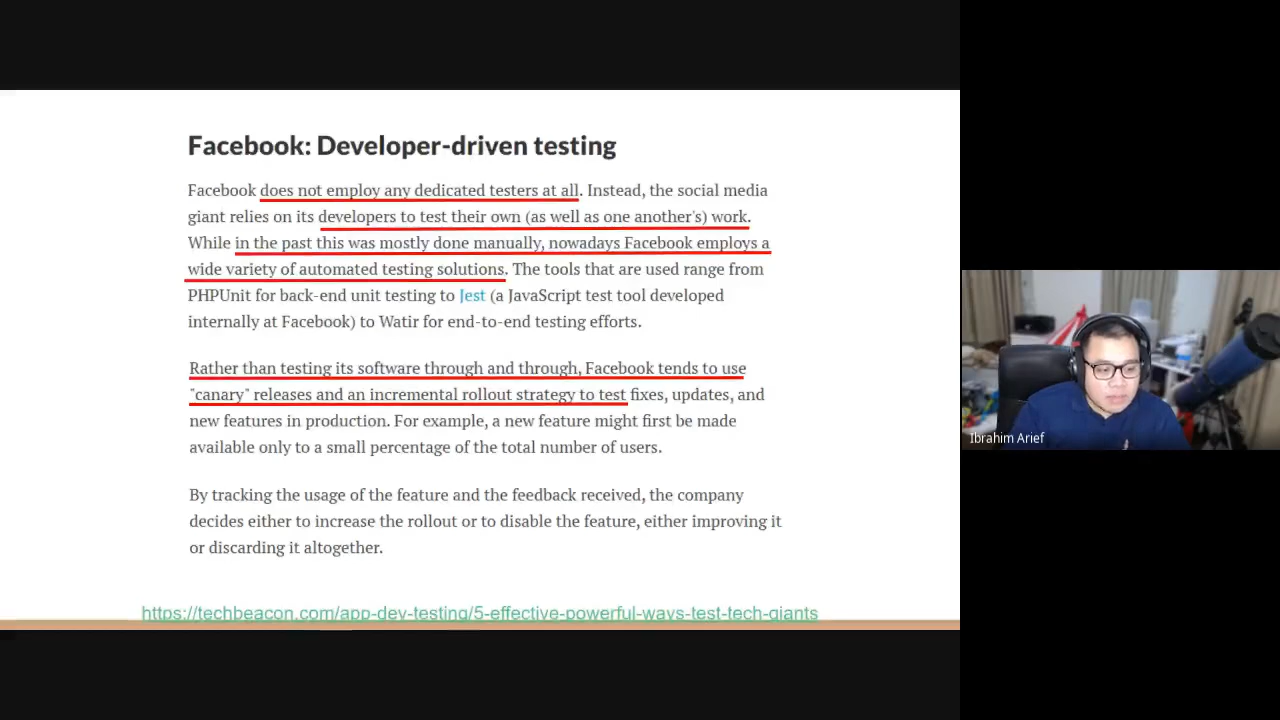 Facebook: Developer-driven testing
Facebook does not employ any dedicated testers at all. Instead, the social media
giant relies on its developers to test their own (as well as one another's) work.
While in the past this was mostly done manually, nowadays Facebook employs a
wide variety of automated testing solutions. The tools that are used range from
PHPUnit for back-end unit testing to Jest (a JavaScript test tool developed
internally at Facebook) to Watir for end-to-end testing efforts.
Rather than testing its software through and through, Facebook tends to use
"canary" releases and an incremental rollout strategy to test fixes, updates, and
new features in production. For example, a new feature might first be made
available only to a small percentage of the total number of users.
By tracking the usage of the feature and the feedback received, the company
decides either to increase the rollout or to disable the feature, either improving it
or discarding it altogether.
https://techbeacon.com/app-dev-testing/5-effective-powerful-ways-test-tech-giants
Ibrahim Arief